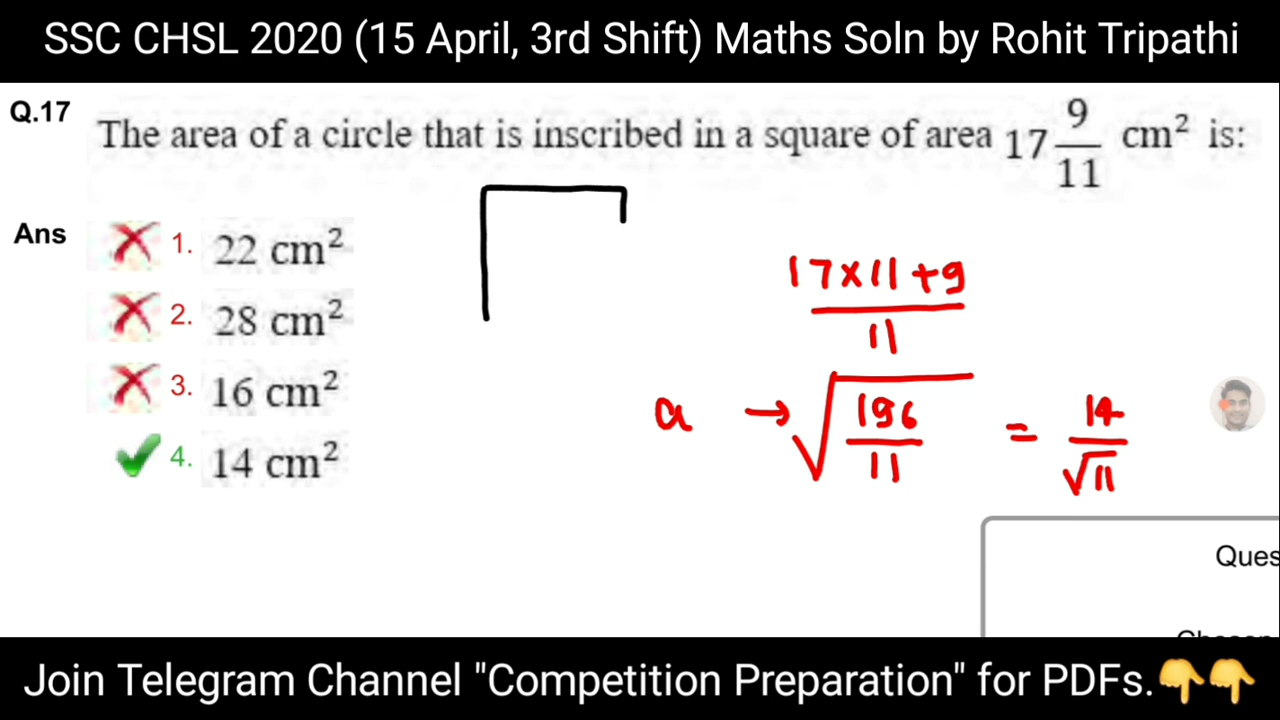 SSC CHSL 2020 (15 April, 3rd Shift) Maths Soln by Rohit Tripathi
Q.17 The area of a circle that is inscribed in a square of area 17 9/11 cm² is:
Ans
1. 22 cm²
2. 28 cm²
3. 16 cm²
4. 14 cm²
17×11+9
11
a → √196/11 = 14/√11
Ques
Join Telegram Channel "Competition Preparation" for PDFs.👇👇